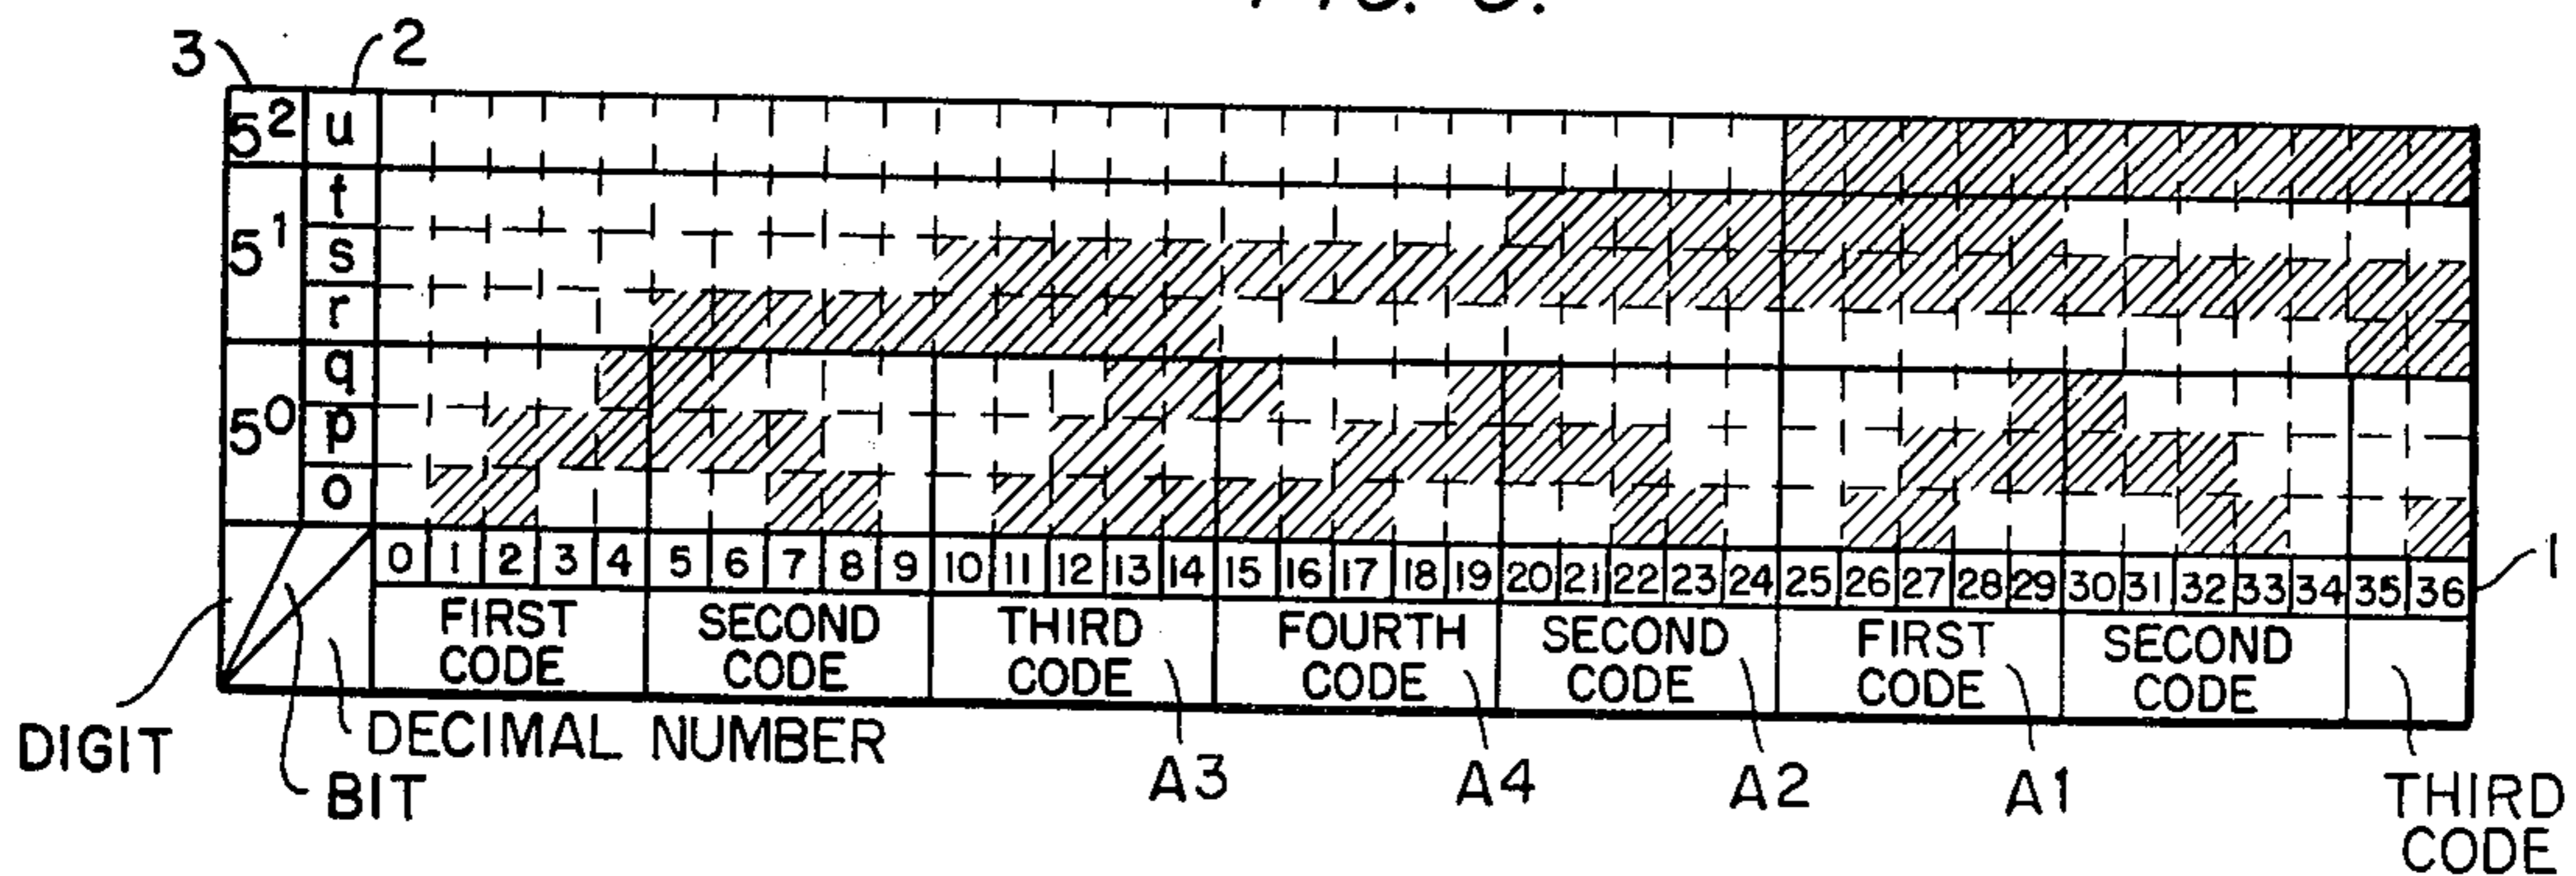 FIG. 3.
3 2
5² u
5¹ t
s
r
5⁰ q
p
o
0 1 2 3 4 5 6 7 8 9 10 11 12 13 14 15 16 17 18 19 20 21 22 23 24 25 26 27 28 29 30 31 32 33 34 35 36 1
FIRST CODE
SECOND CODE
THIRD CODE
FOURTH CODE
SECOND CODE
FIRST CODE
SECOND CODE
DIGIT
DECIMAL NUMBER
BIT
A3 A4 A2 A1
THIRD
CODE